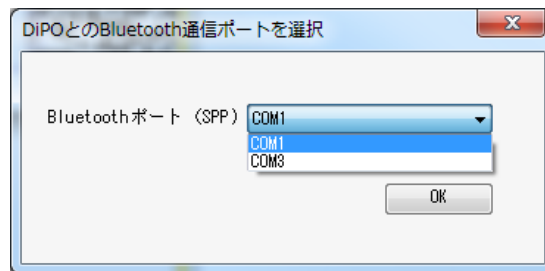 DiPOとのBluetooth通信ポートを選択
Bluetoothポート (SPP) COM1
COM1
COM3
OK